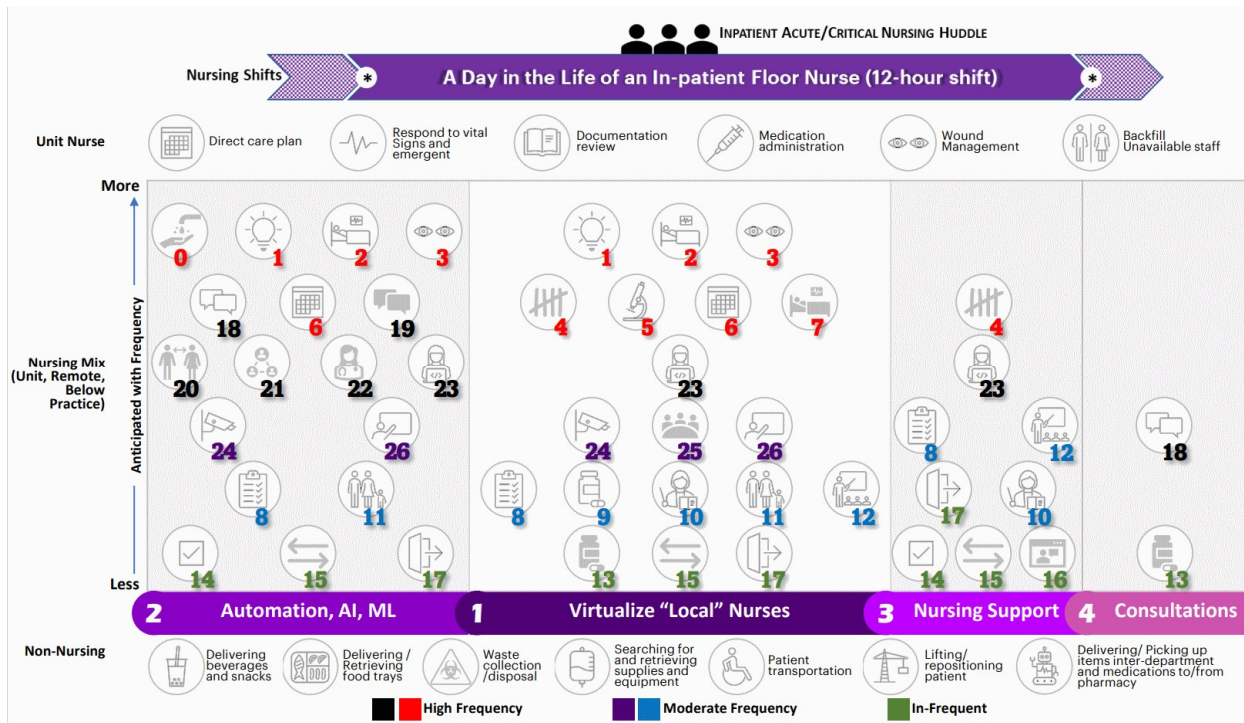 INPATIENT ACUTE/CRITICAL NURSING HUDDLE
Nursing Shifts
*
A Day in the Life of an In-patient Floor Nurse (12-hour shift)
*
Unit Nurse
Direct care plan
Respond to vital
Signs and
emergent
Documentation
review
Medication
administration
Wound
Management
Backfill
Unavailable staff
More
Anticipated with Frequency
Nursing Mix
(Unit, Remote,
Below
Practice)
Less
0 1 2 3 1 2 3
18 6 19 4 5 6 7 4
20 21 22 23 23 23
24 26 24 25 26 8 12 18
8 11 8 9 10 11 12 17 10
14 15 17 13 15 17 14 15 16 13
2 Automation, AI, ML
1 Virtualize “Local” Nurses
3 Nursing Support
4 Consultations
Non-Nursing
Delivering
beverages
and snacks
Delivering /
Retrieving
food trays
Waste
collection
/disposal
Searching for
and retrieving
supplies and
equipment
Patient
transportation
Lifting/
repositioning
patient
Delivering/ Picking up
items inter-department
and medications to/from
pharmacy
High Frequency
Moderate Frequency
In-Frequent